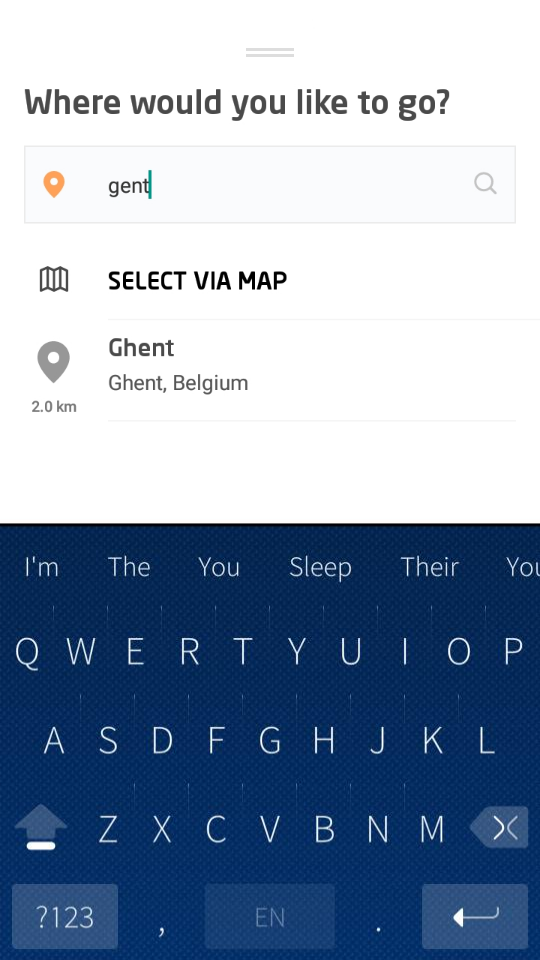 Where would you like to go?
gent
SELECT VIA MAP
Ghent
Ghent, Belgium
2.0 km
I'm The You Sleep Their You
Q W E R T Y U I O P
A S D F G H J K L
Z X C V B N M
?123 , EN .